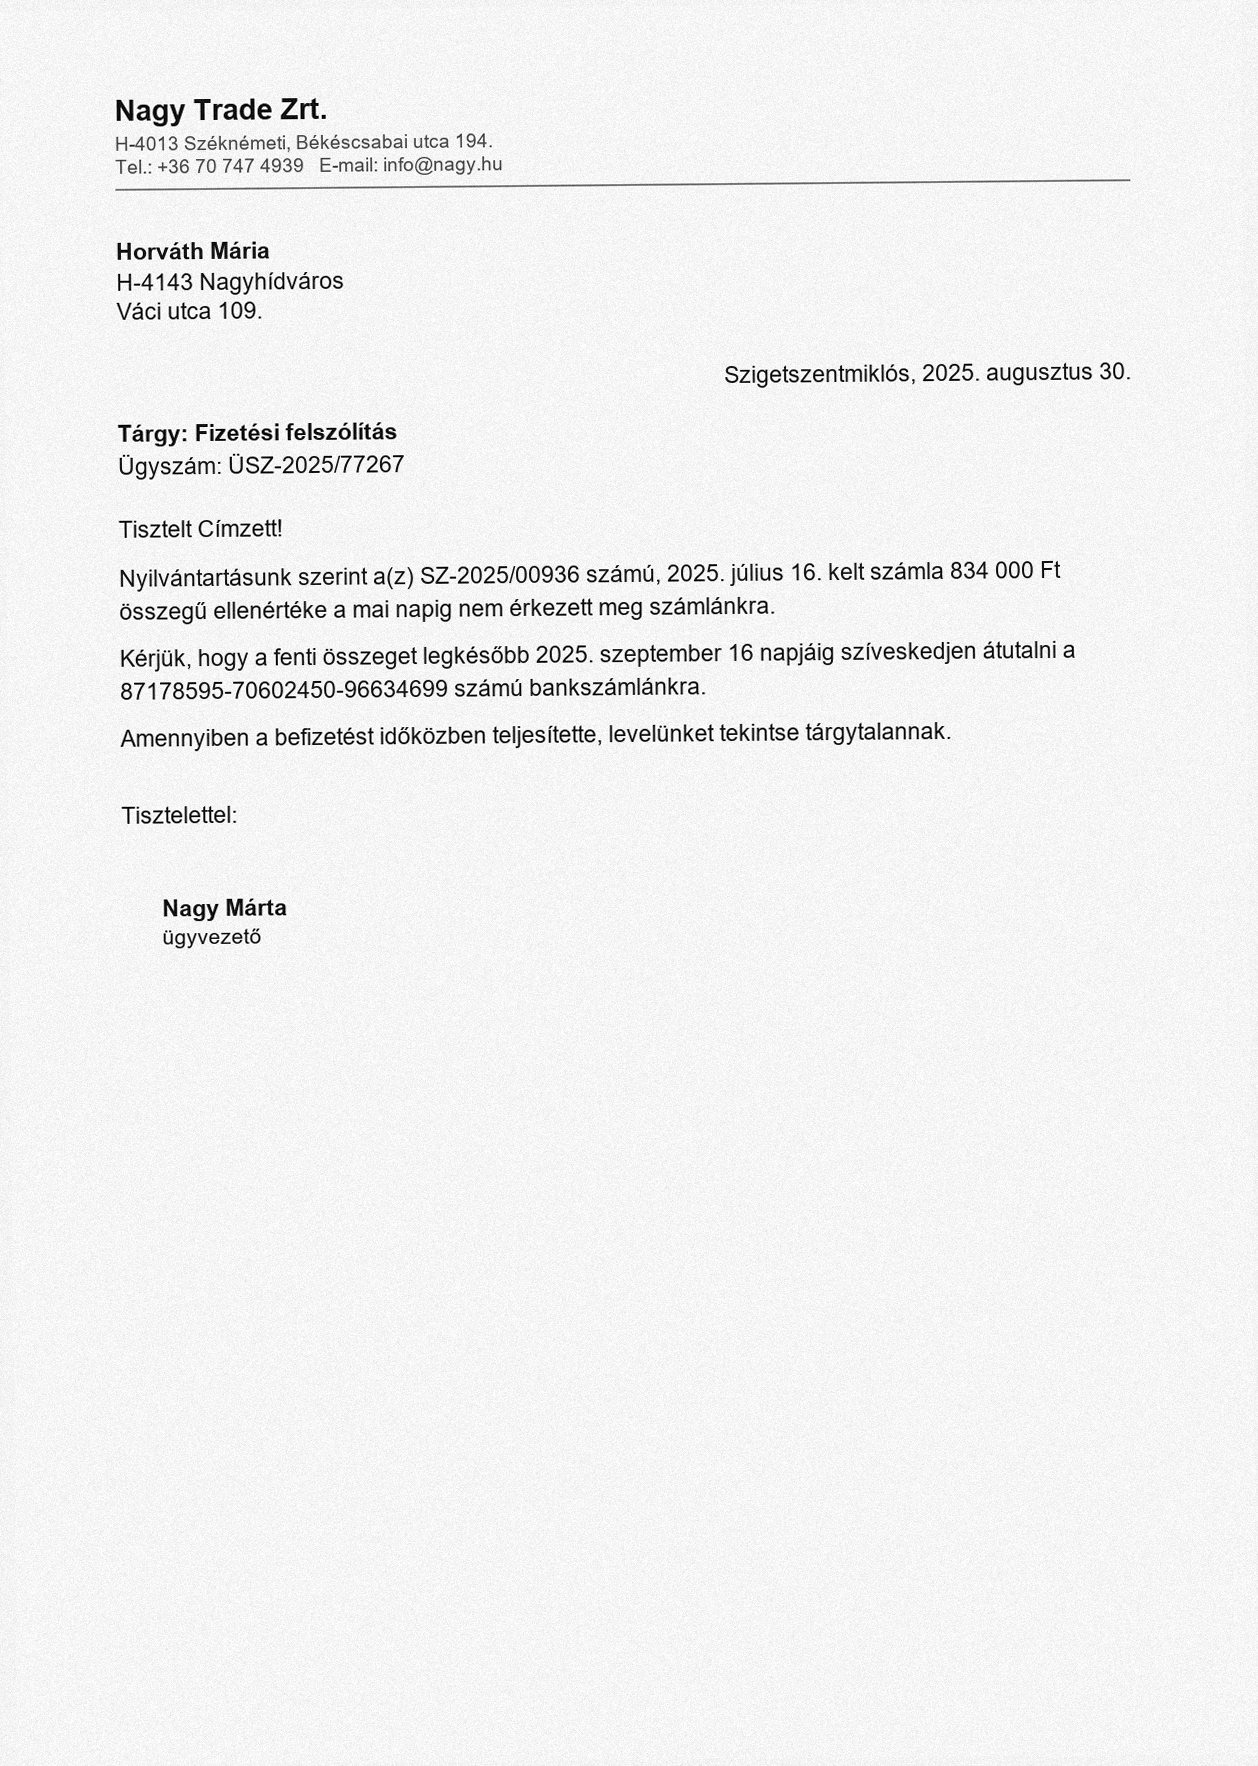 Nagy Trade Zrt.
H-4013 Széknémeti, Békéscsabai utca 194.
Tel.: +36 70 747 4939 E-mail: info@nagy.hu
Horváth Mária
H-4143 Nagyhídváros
Váci utca 109.
Szigetszentmiklós, 2025. augusztus 30.
Tárgy: Fizetési felszólítás
Ügyszám: ÜSZ-2025/77267
Tisztelt Címzett!
Nyilvántartásunk szerint a(z) SZ-2025/00936 számú, 2025. július 16. kelt számla 834 000 Ft
összegű ellenértéke a mai napig nem érkezett meg számlánkra.
Kérjük, hogy a fenti összeget legkésőbb 2025. szeptember 16 napjáig szíveskedjen átutalni a
87178595-70602450-96634699 számú bankszámlánkra.
Amennyiben a befizetést időközben teljesítette, levelünket tekintse tárgytalannak.
Tisztelettel:
Nagy Márta
ügyvezető